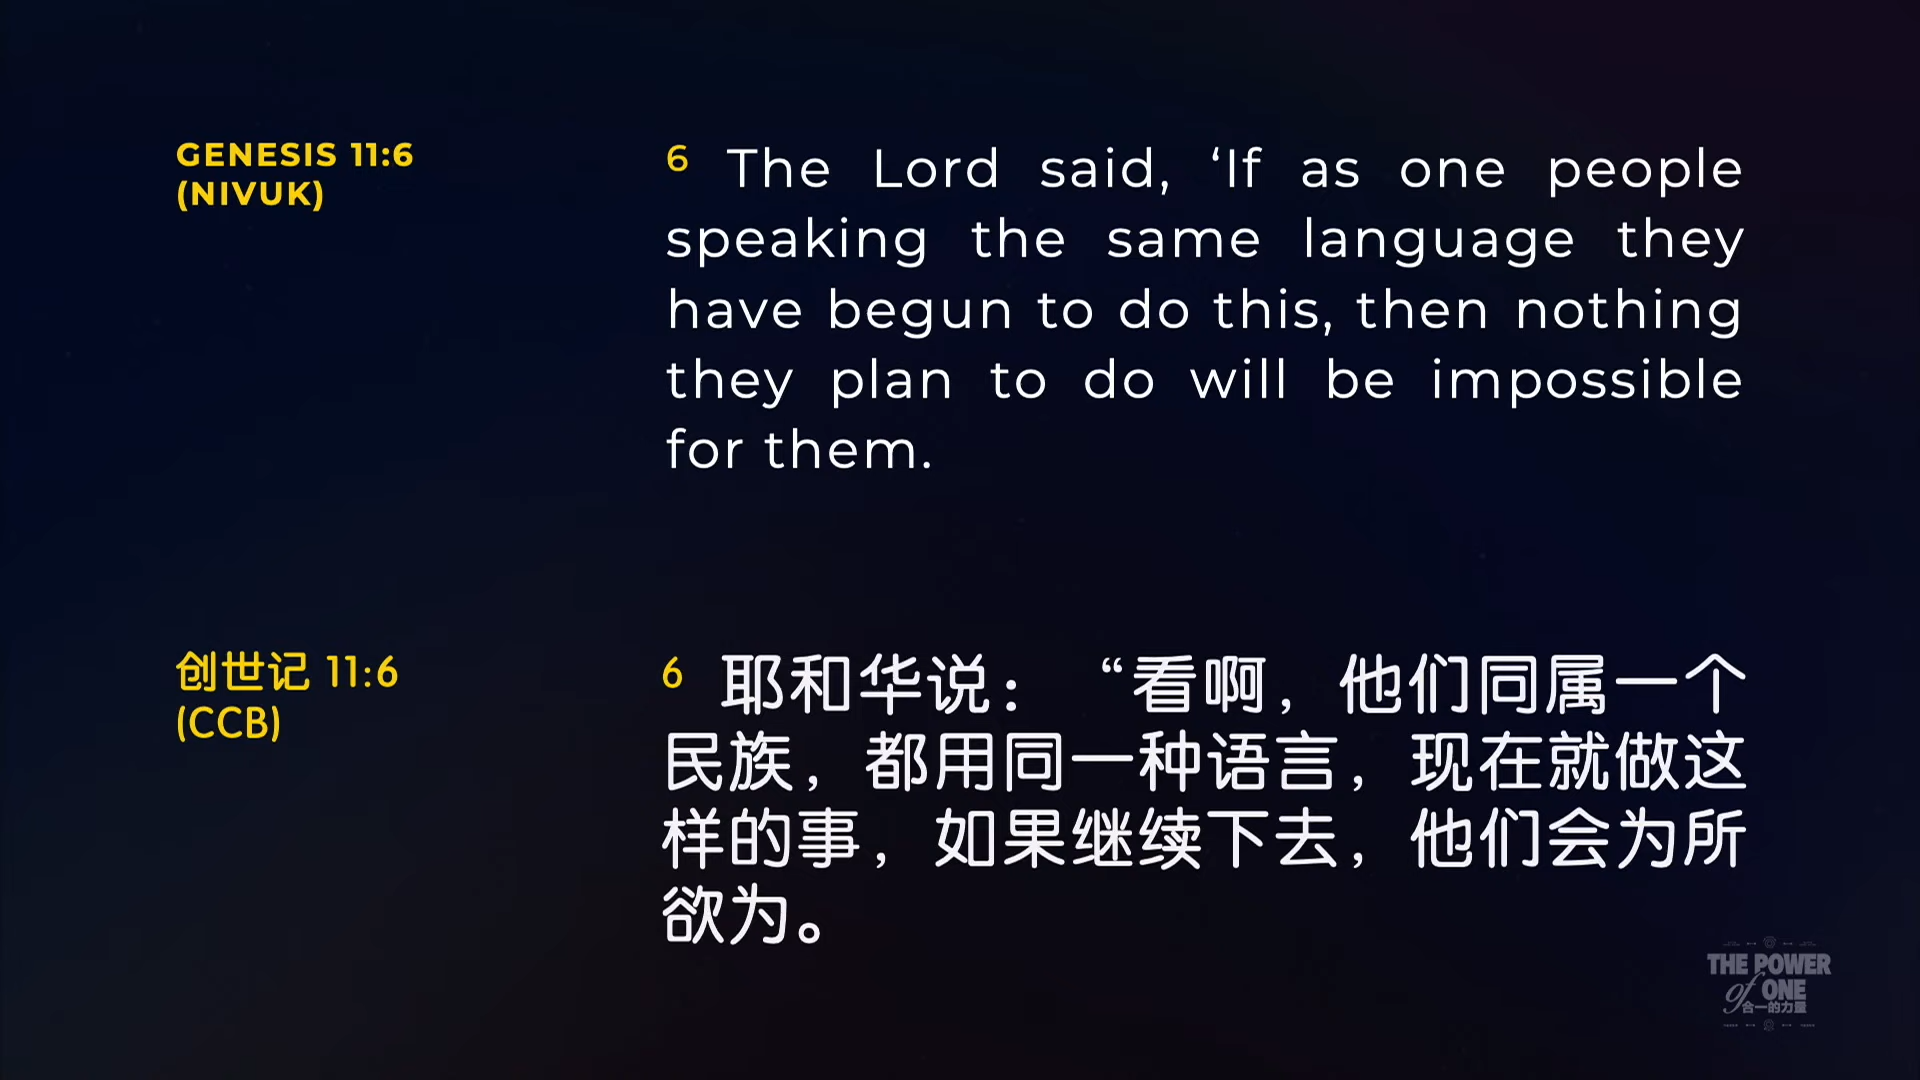 GENESIS 11:6
(NIVUK)
6 The Lord said, ‘If as one people
speaking the same language they
have begun to do this, then nothing
they plan to do will be impossible
for them.
创世记 11:6
(CCB)
6 耶和华说：“看啊，他们同属一个
民族，都用同一种语言，现在就做这
样的事，如果继续下去，他们会为所
欲为。
THE POWER
of ONE
合一的力量